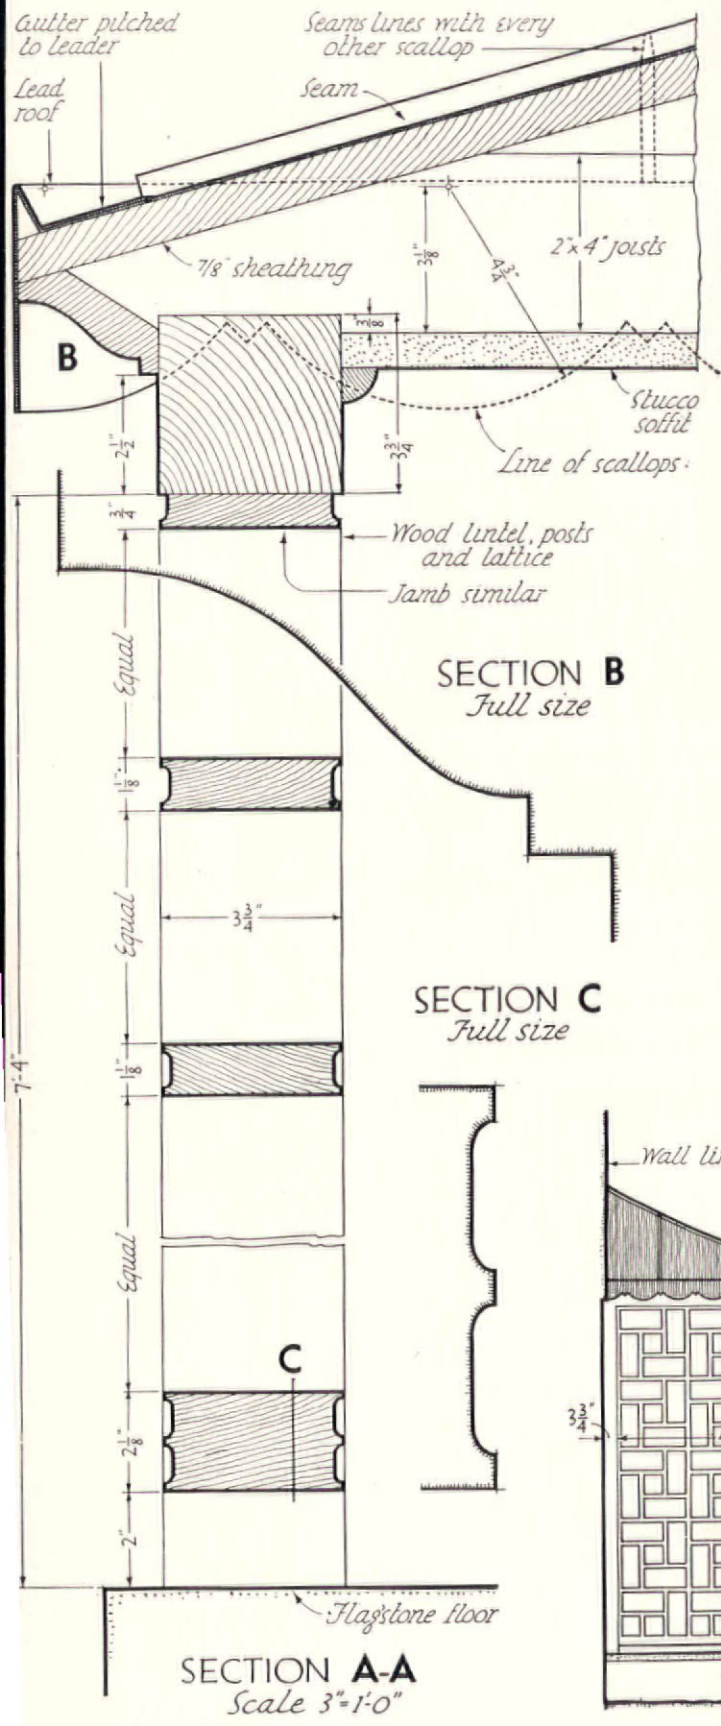 Gutter pitched
to leader
Seams lines with every
other scallop
Lead
roof
Seam
7/8" sheathing
3 1/8"
4 3/4"
2"x 4" joists
B
3/8"
2 1/2"
3 3/4"
Stucco
soffit
Line of scallops
3/4"
Wood lintel, posts
and lattice
Jamb similar
Equal
SECTION B
Full size
1 1/8"
Equal
3 3/4"
SECTION C
Full size
7'-4"
1 1/8"
Wall li
Equal
C
3 3/4"
2 1/8"
2"
Flagstone floor
SECTION A-A
Scale 3"=1'-0"